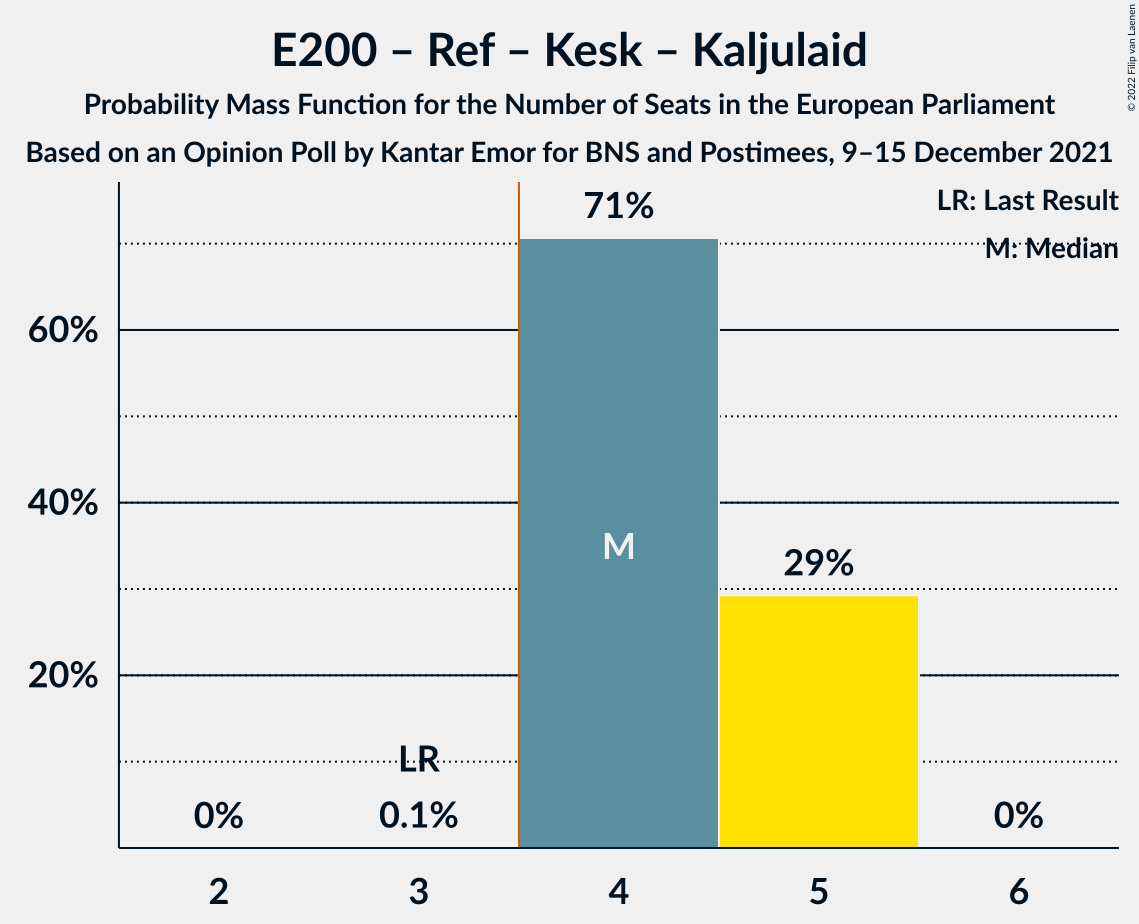 E200 – Ref – Kesk – Kaljulaid
Probability Mass Function for the Number of Seats in the European Parliament
Based on an Opinion Poll by Kantar Emor for BNS and Postimees, 9–15 December 2021
© 2022 Filip van Laenen
LR: Last Result
M: Median
71%
60%
40%
M
29%
20%
LR
0%
0.1%
0%
2
3
4
5
6